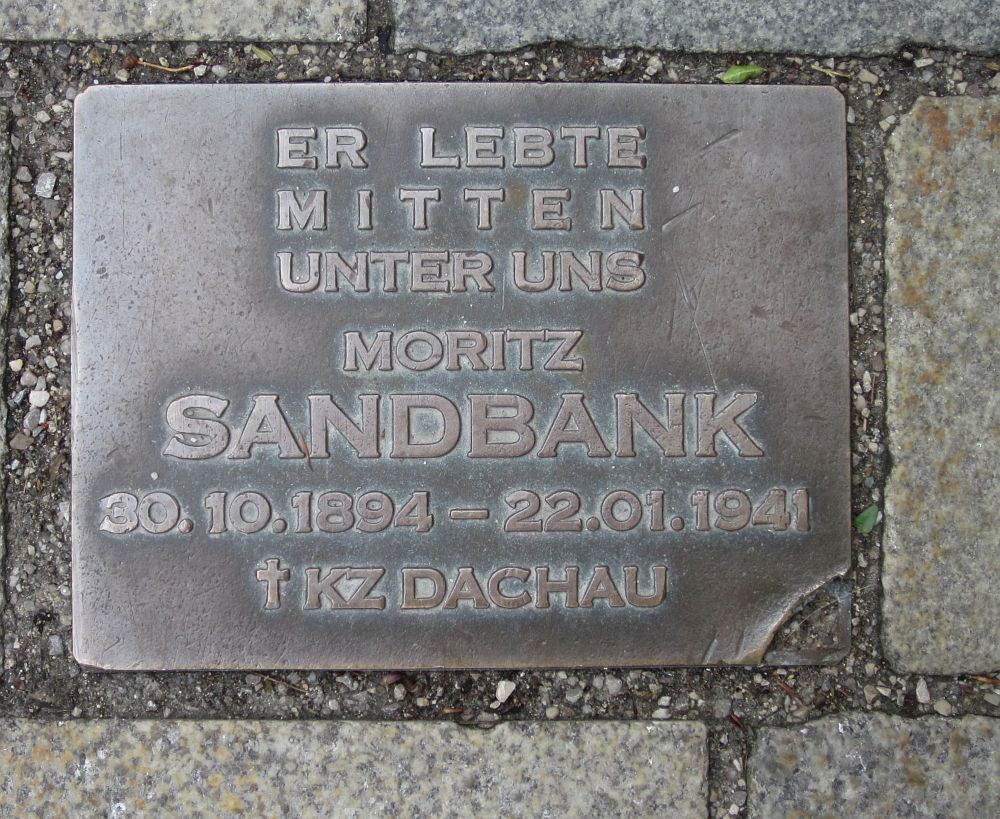 ER LEBTE
MITTEN
UNTER UNS
MORITZ
SANDBANK
30.10.1894 – 22.01.1941
✝ KZ DACHAU